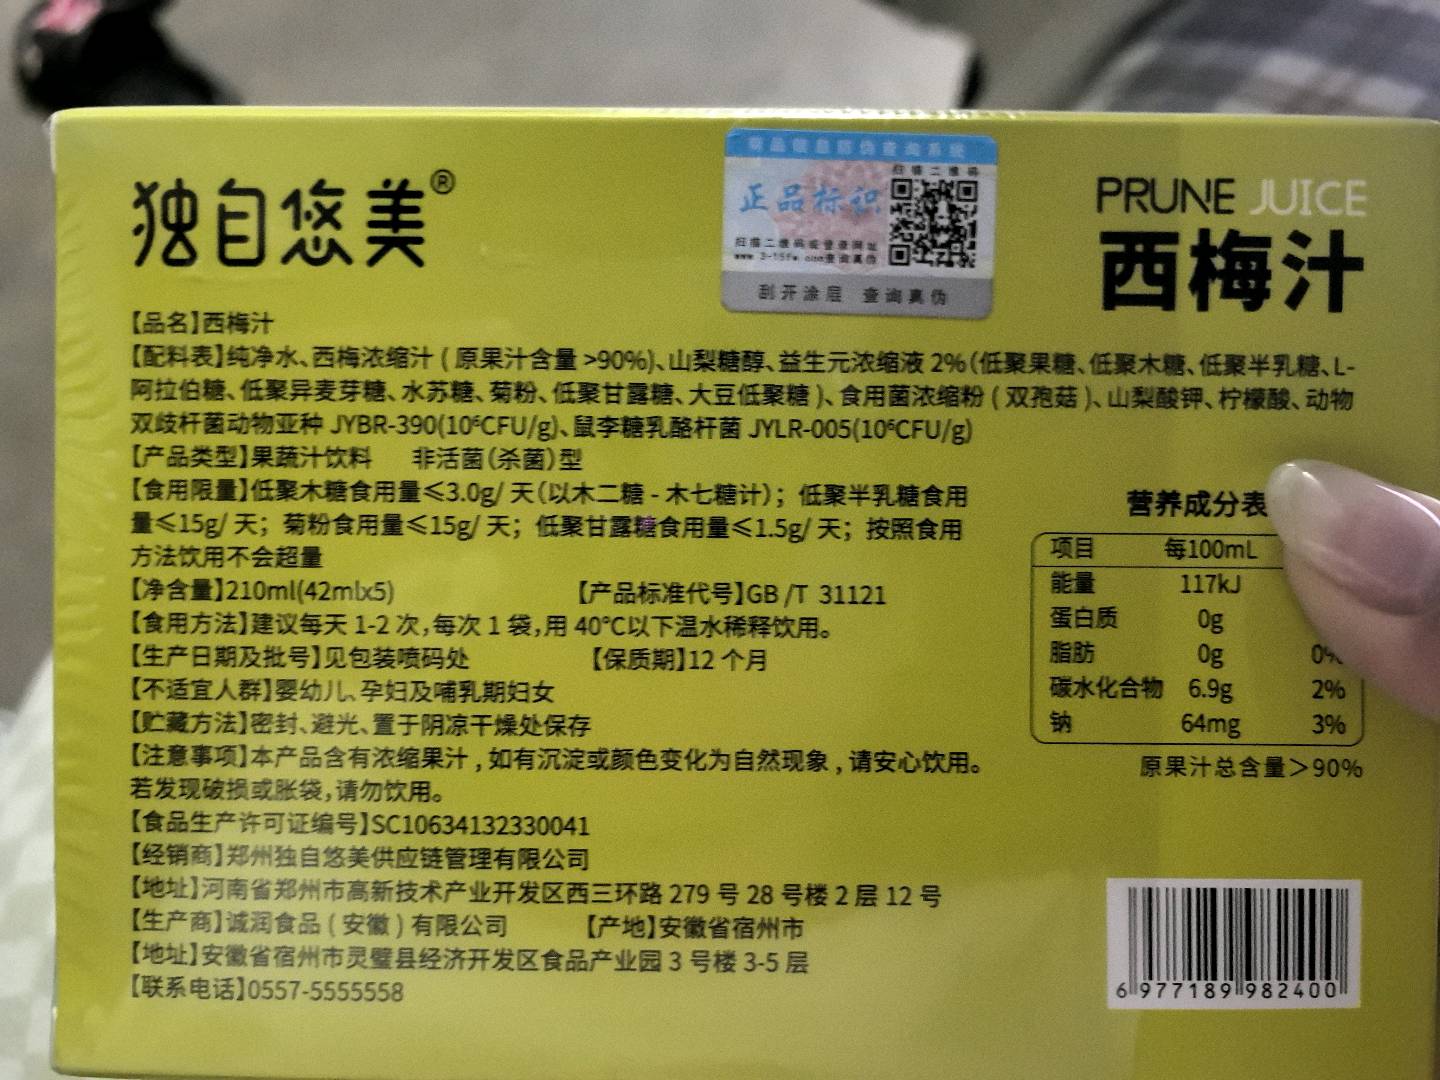 独自悠美®
正品标识
扫描二维码
扫描二维码或登录网址
刮开涂层 查询真伪
PRUNE JUICE
西梅汁
【品名】西梅汁
【配料表】纯净水、西梅浓缩汁(原果汁含量>90%)、山梨糖醇、益生元浓缩液 2%(低聚果糖、低聚木糖、低聚半乳糖、L-
阿拉伯糖、低聚异麦芽糖、水苏糖、菊粉、低聚甘露糖、大豆低聚糖)、食用菌浓缩粉(双孢菇)、山梨酸钾、柠檬酸、动物
双歧杆菌动物亚种 JYBR-390(10⁶CFU/g)、鼠李糖乳酪杆菌 JYLR-005(10⁶CFU/g)
【产品类型】果蔬汁饮料 非活菌(杀菌)型
【食用限量】低聚木糖食用量≤3.0g/ 天(以木二糖 - 木七糖计)；低聚半乳糖食用
量≤15g/ 天；菊粉食用量≤15g/ 天；低聚甘露糖食用量≤1.5g/ 天；按照食用
方法饮用不会超量
【净含量】210ml(42mlx5) 【产品标准代号】GB /T 31121
【食用方法】建议每天 1-2 次,每次 1 袋,用 40℃以下温水稀释饮用。
【生产日期及批号】见包装喷码处 【保质期】12 个月
【不适宜人群】婴幼儿、孕妇及哺乳期妇女
【贮藏方法】密封、避光、置于阴凉干燥处保存
【注意事项】本产品含有浓缩果汁,如有沉淀或颜色变化为自然现象,请安心饮用。
若发现破损或胀袋,请勿饮用。
【食品生产许可证编号】SC10634132330041
【经销商】郑州独自悠美供应链管理有限公司
【地址】河南省郑州市高新技术产业开发区西三环路 279 号 28 号楼 2 层 12 号
【生产商】诚润食品(安徽)有限公司 【产地】安徽省宿州市
【地址】安徽省宿州市灵璧县经济开发区食品产业园 3 号楼 3-5 层
【联系电话】0557-5555558
营养成分表
项目 每100mL
能量 117kJ
蛋白质 0g
脂肪 0g 0%
碳水化合物 6.9g 2%
钠 64mg 3%
原果汁总含量>90%
6 977189 982400